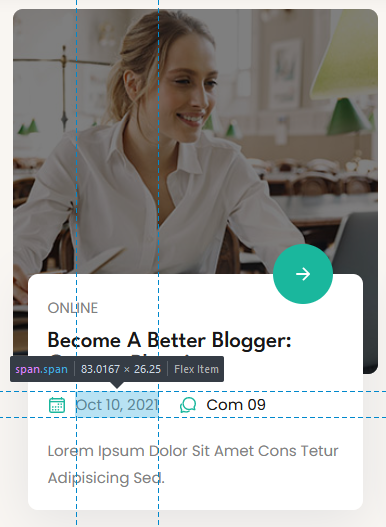 ONLINE
Become A Better Blogger:
span.span 83.0167 × 26.25 Flex Item
Oct 10, 2021 Com 09
Lorem Ipsum Dolor Sit Amet Cons Tetur
Adipisicing Sed.